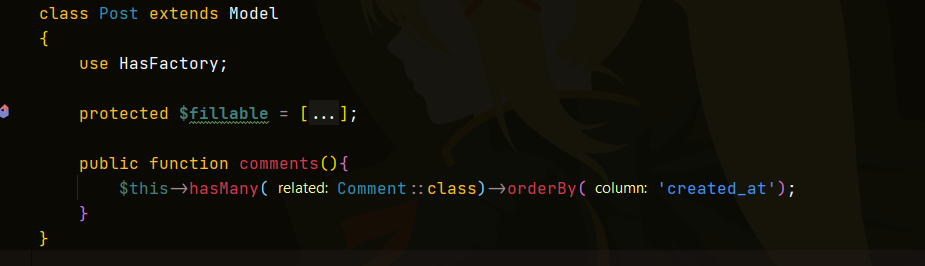 class Post extends Model
{
    use HasFactory;

    protected $fillable = [...];

    public function comments(){
        $this->hasMany( related: Comment::class)->orderBy( column: 'created_at');
    }
}